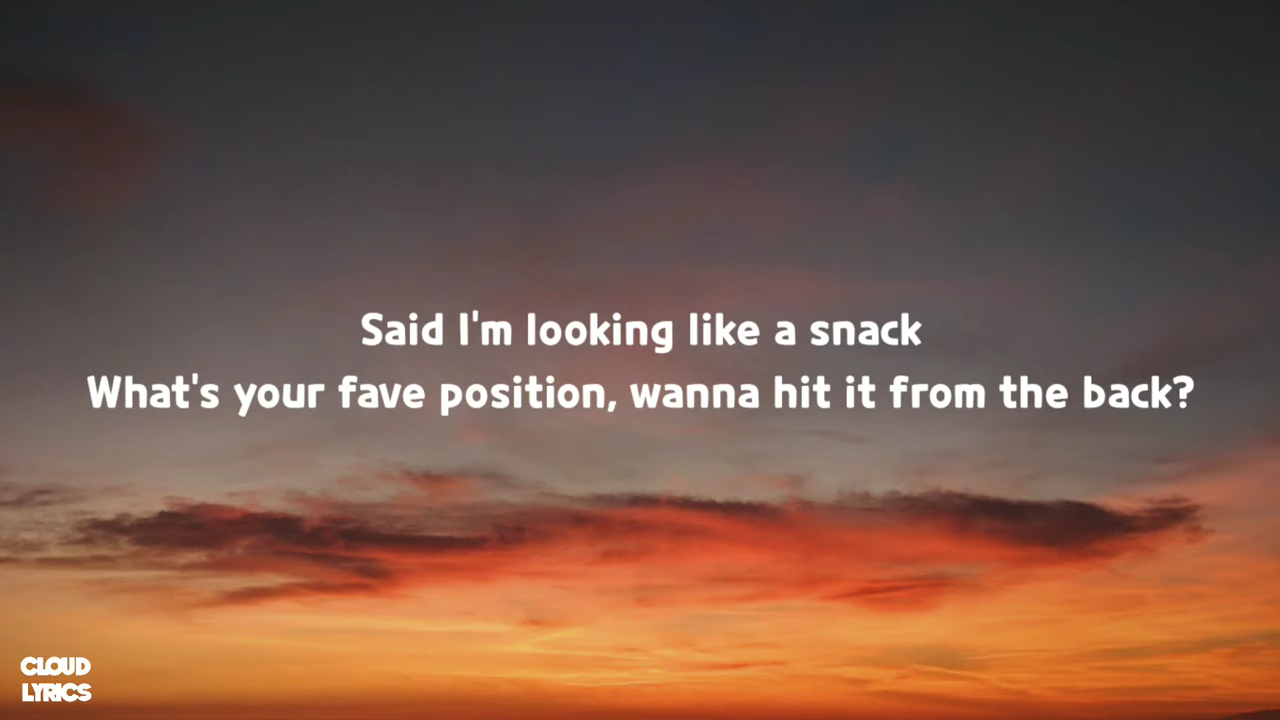 Said I'm looking like a snack
What's your fave position, wanna hit it from the back?
CLOUD
LYRICS